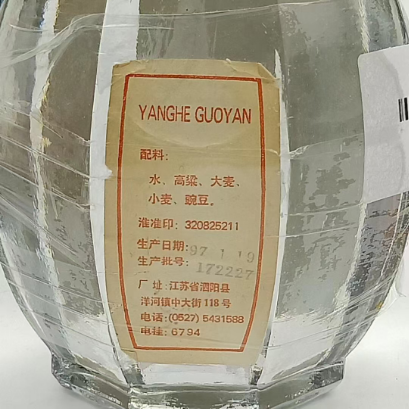 YANGHE GUOYAN
配料:
水、高粱、大麦、
小麦、豌豆。
淮准印: 320825211
生产日期: 97 1 19
生产批号: 172227
厂 址:江苏省泗阳县
洋河镇中大街118号
电话:(0527) 5431588
电挂: 6794